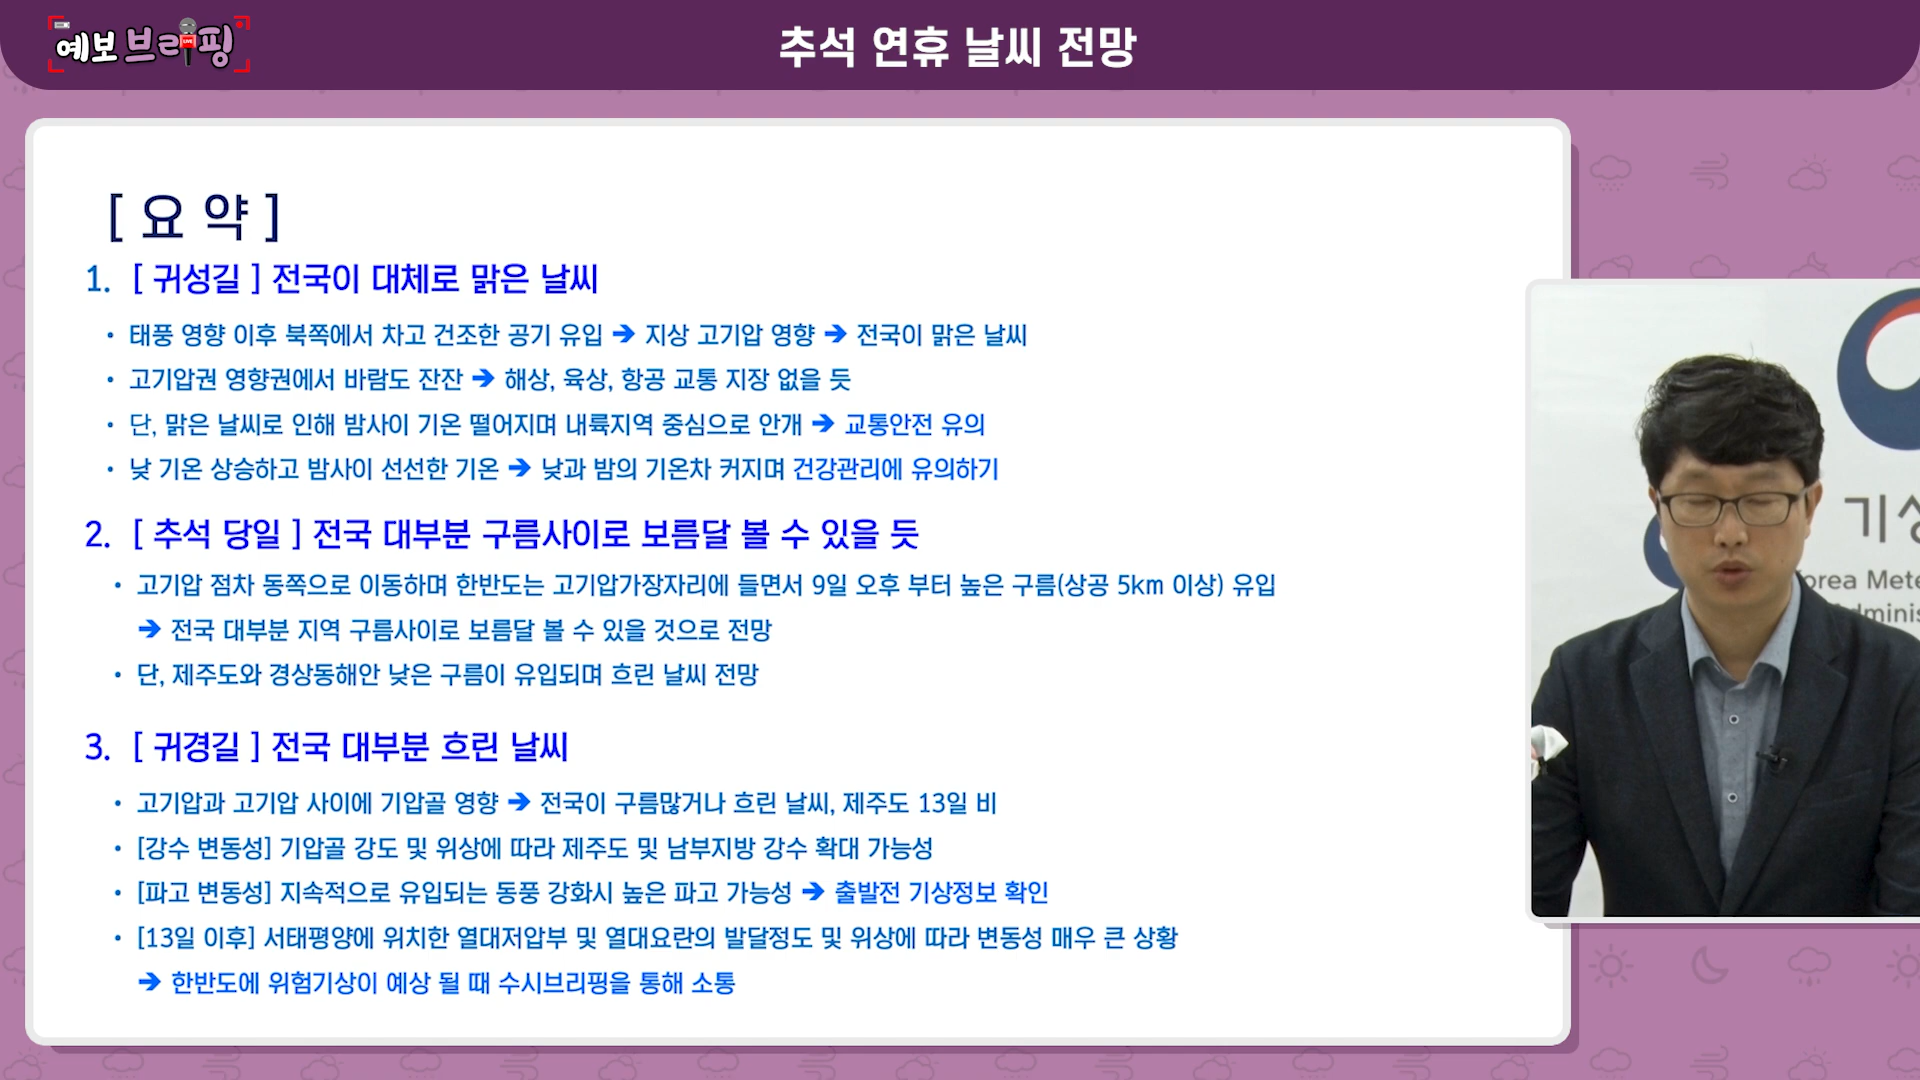 예보 브리핑
LIVE
추석 연휴 날씨 전망
[ 요 약 ]
1. [ 귀성길 ] 전국이 대체로 맑은 날씨
• 태풍 영향 이후 북쪽에서 차고 건조한 공기 유입 ➔ 지상 고기압 영향 ➔ 전국이 맑은 날씨
• 고기압권 영향권에서 바람도 잔잔 ➔ 해상, 육상, 항공 교통 지장 없을 듯
• 단, 맑은 날씨로 인해 밤사이 기온 떨어지며 내륙지역 중심으로 안개 ➔ 교통안전 유의
• 낮 기온 상승하고 밤사이 선선한 기온 ➔ 낮과 밤의 기온차 커지며 건강관리에 유의하기
2. [ 추석 당일 ] 전국 대부분 구름사이로 보름달 볼 수 있을 듯
• 고기압 점차 동쪽으로 이동하며 한반도는 고기압가장자리에 들면서 9일 오후 부터 높은 구름(상공 5km 이상) 유입
➔ 전국 대부분 지역 구름사이로 보름달 볼 수 있을 것으로 전망
• 단, 제주도와 경상동해안 낮은 구름이 유입되며 흐린 날씨 전망
3. [ 귀경길 ] 전국 대부분 흐린 날씨
• 고기압과 고기압 사이에 기압골 영향 ➔ 전국이 구름많거나 흐린 날씨, 제주도 13일 비
• [강수 변동성] 기압골 강도 및 위상에 따라 제주도 및 남부지방 강수 확대 가능성
• [파고 변동성] 지속적으로 유입되는 동풍 강화시 높은 파고 가능성 ➔ 출발전 기상정보 확인
• [13일 이후] 서태평양에 위치한 열대저압부 및 열대요란의 발달정도 및 위상에 따라 변동성 매우 큰 상황
➔ 한반도에 위험기상이 예상 될 때 수시브리핑을 통해 소통
기상
orea Mete
dminis